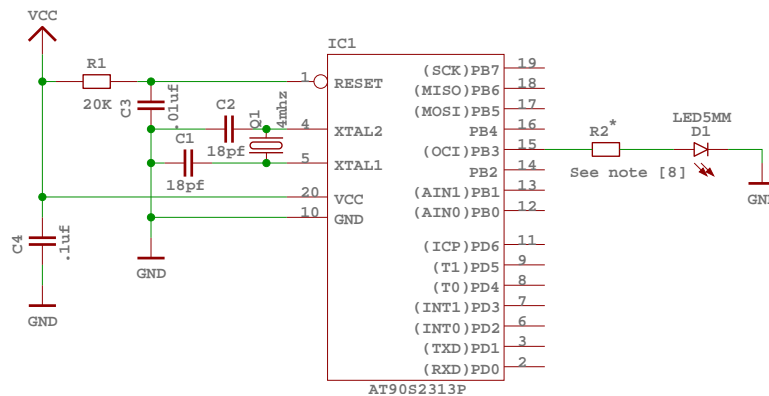 VCC
R1
20K
C3
.01uf
C2
18pf
C1
18pf
Q1
4mhz
GND
C4
.1uf
GND
IC1
1 RESET
4 XTAL2
5 XTAL1
20 VCC
10 GND
(SCK)PB7 19
(MISO)PB6 18
(MOSI)PB5 17
PB4 16
(OCI)PB3 15
PB2 14
(AIN1)PB1 13
(AIN0)PB0 12
(ICP)PD6 11
(T1)PD5 9
(T0)PD4 8
(INT1)PD3 7
(INT0)PD2 6
(TXD)PD1 3
(RXD)PD0 2
AT90S2313P
R2*
See note [8]
LED5MM
D1
GND